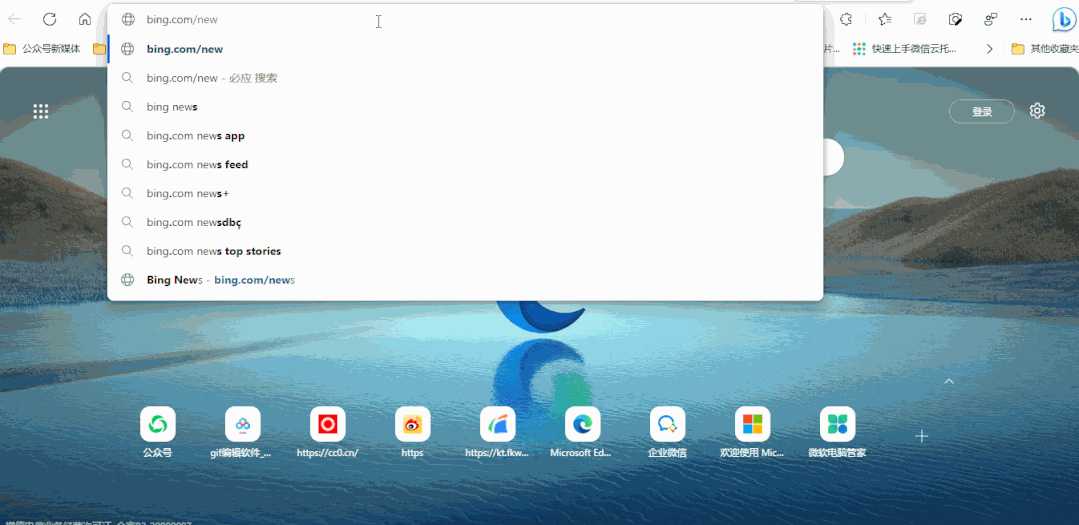 bing.com/new
公众号新媒体
片...
快速上手微信云托...
其他收藏夹
bing.com/new
bing.com/new - 必应 搜索
bing news
bing.com news app
bing.com news feed
bing.com news+
bing.com newsdbç
bing.com news top stories
Bing News - bing.com/news
登录
公众号
gif编辑软件_...
https://cc0.cn/
https
https://kt.fkw...
Microsoft Ed...
企业微信
欢迎使用 Mic...
微软电脑管家